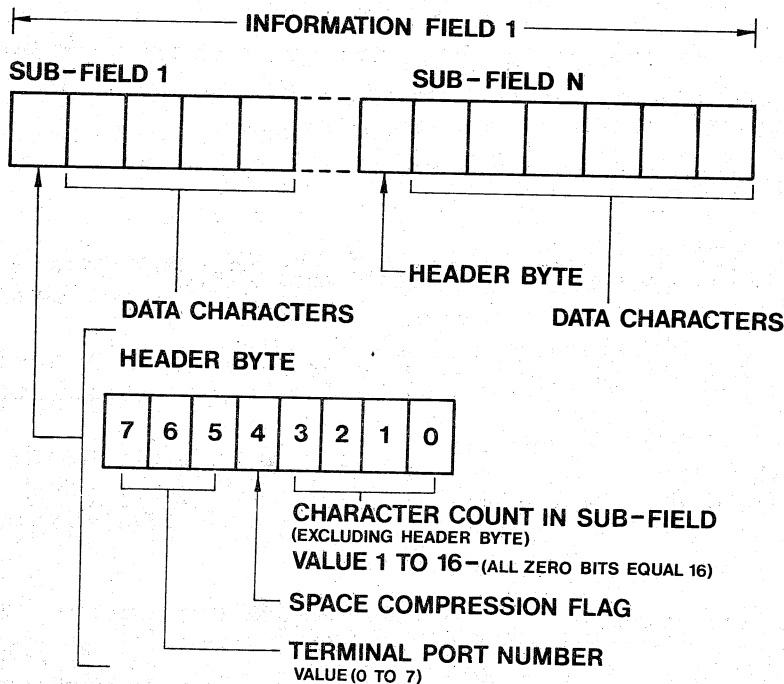 INFORMATION FIELD 1
SUB-FIELD 1
SUB-FIELD N
HEADER BYTE
DATA CHARACTERS
DATA CHARACTERS
HEADER BYTE
7 6 5 4 3 2 1 0
CHARACTER COUNT IN SUB-FIELD
(EXCLUDING HEADER BYTE)
VALUE 1 TO 16-(ALL ZERO BITS EQUAL 16)
SPACE COMPRESSION FLAG
TERMINAL PORT NUMBER
VALUE (0 TO 7)